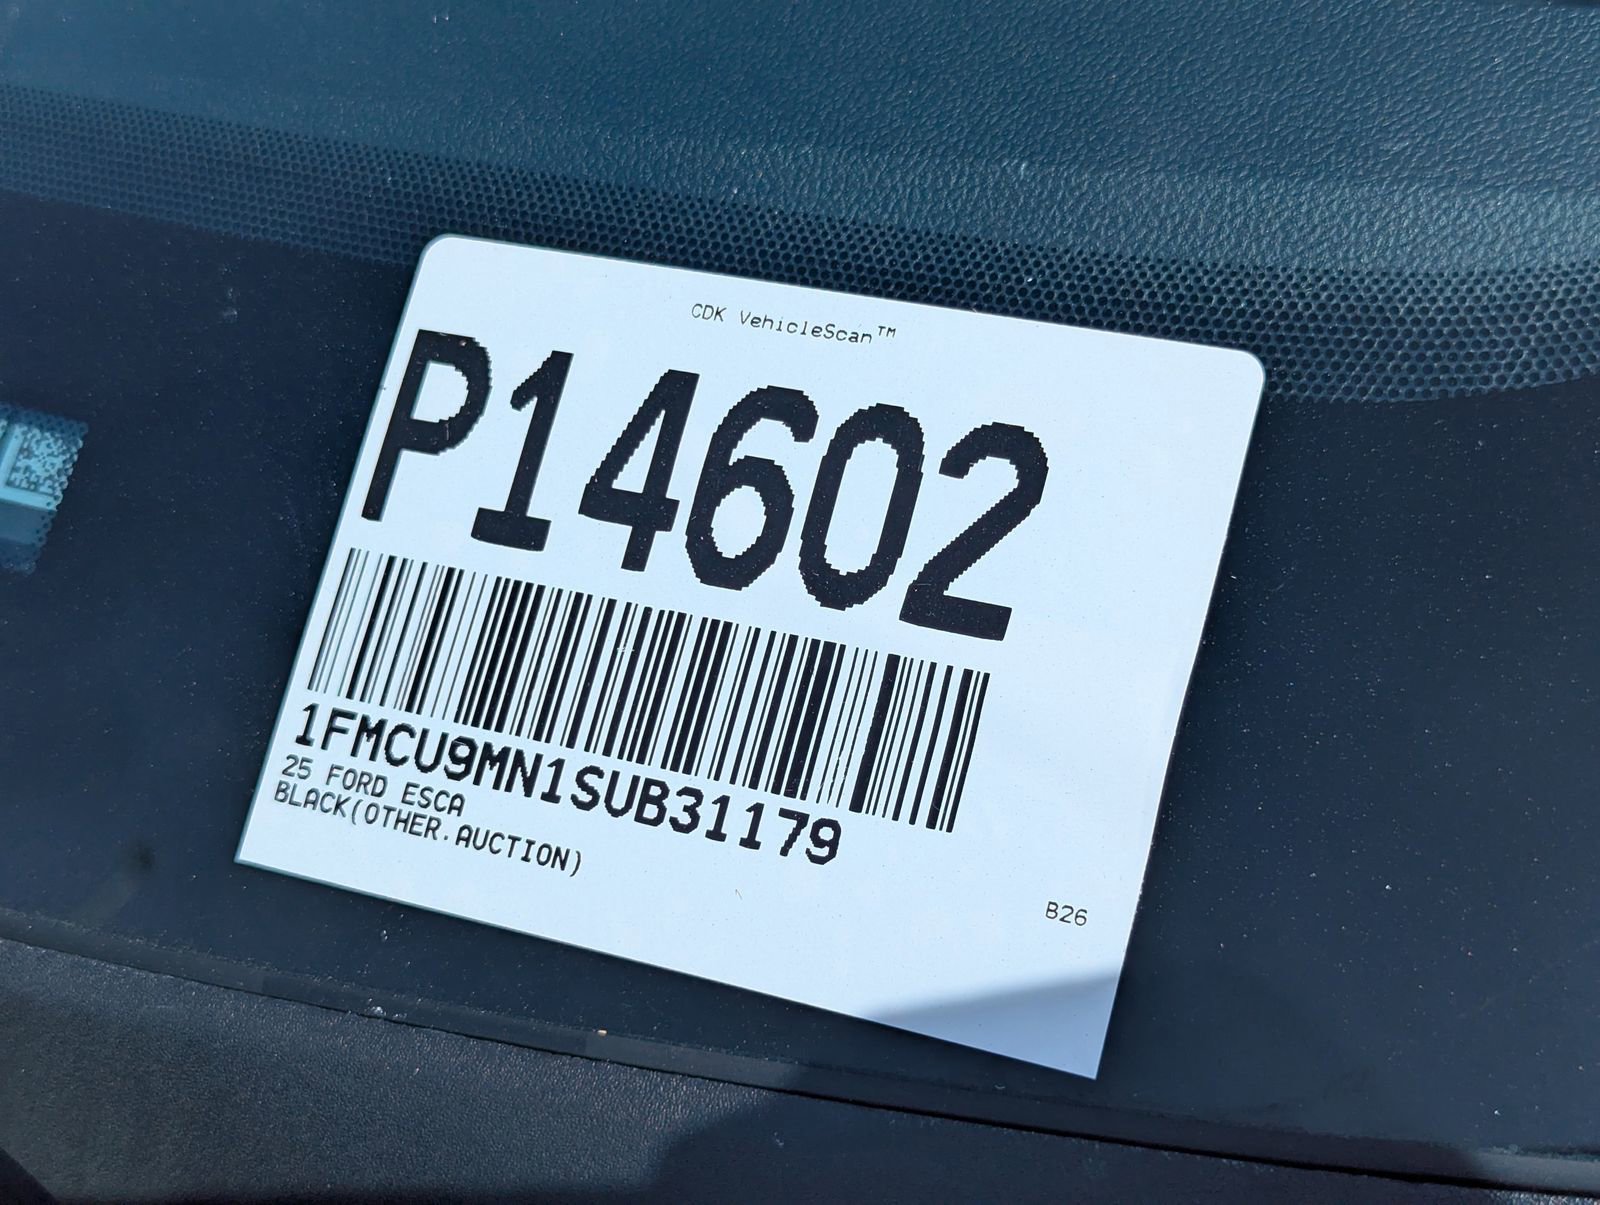 CDK VehicleScan™
P14602
1FMCU9MN1SUB31179
25 FORD ESCA
BLACK(OTHER.AUCTION)
B26